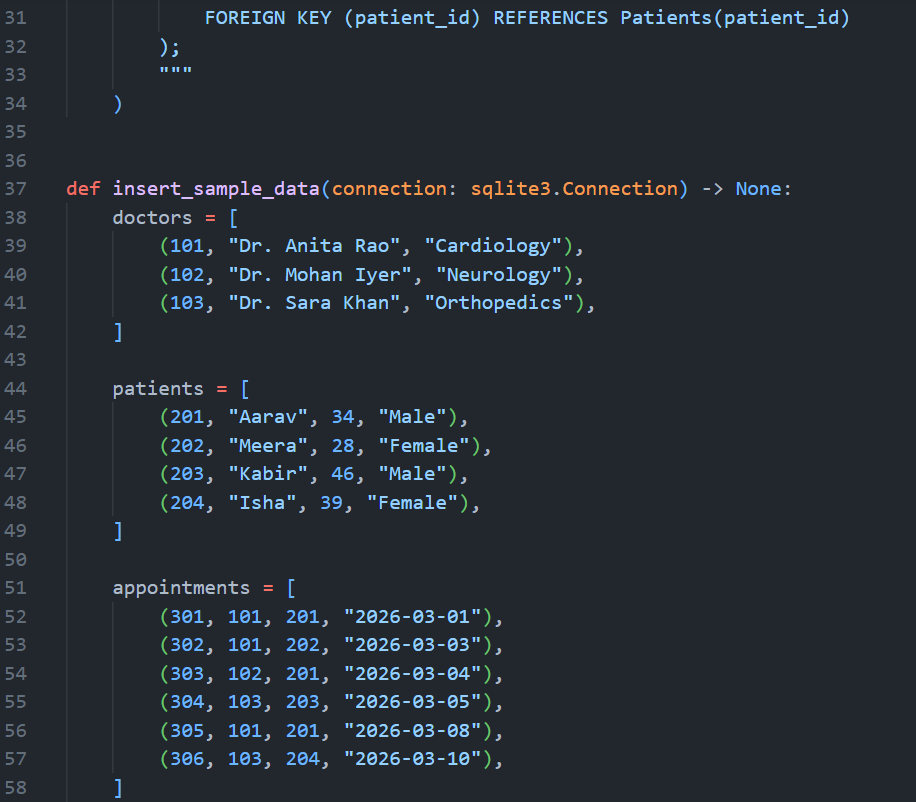 31 FOREIGN KEY (patient_id) REFERENCES Patients(patient_id)
32 );
33 """
34 )
35
36
37 def insert_sample_data(connection: sqlite3.Connection) -> None:
38 doctors = [
39 (101, "Dr. Anita Rao", "Cardiology"),
40 (102, "Dr. Mohan Iyer", "Neurology"),
41 (103, "Dr. Sara Khan", "Orthopedics"),
42 ]
43
44 patients = [
45 (201, "Aarav", 34, "Male"),
46 (202, "Meera", 28, "Female"),
47 (203, "Kabir", 46, "Male"),
48 (204, "Isha", 39, "Female"),
49 ]
50
51 appointments = [
52 (301, 101, 201, "2026-03-01"),
53 (302, 101, 202, "2026-03-03"),
54 (303, 102, 201, "2026-03-04"),
55 (304, 103, 203, "2026-03-05"),
56 (305, 101, 201, "2026-03-08"),
57 (306, 103, 204, "2026-03-10"),
58 ]